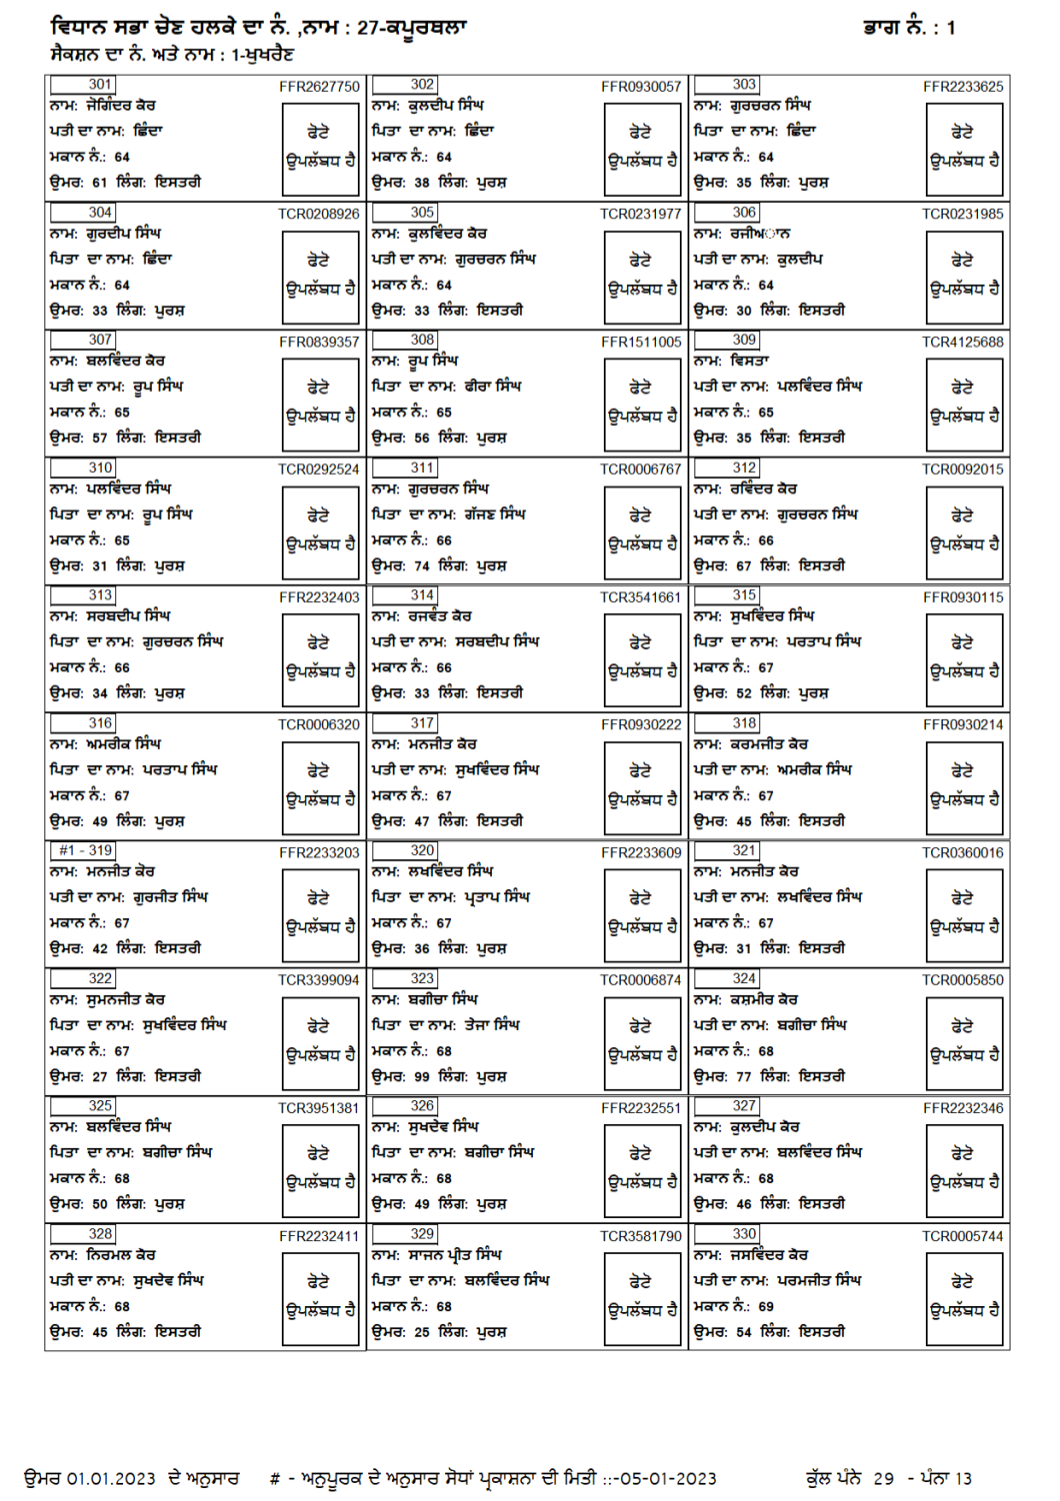 ਵਿਧਾਨ ਸਭਾ ਚੋਣ ਹਲਕੇ ਦਾ ਨੰ. ,ਨਾਮ : 27-ਕਪੂਰਥਲਾ ਭਾਗ ਨੰ. : 1
ਸੈਕਸ਼ਨ ਦਾ ਨੰ. ਅਤੇ ਨਾਮ : 1-ਖੁਖਰੈਣ
301 FFR2627750
ਨਾਮ: ਜੋਗਿੰਦਰ ਕੋਰ
ਪਤੀ ਦਾ ਨਾਮ: ਛਿੰਦਾ
ਮਕਾਨ ਨੰ.: 64
ਉਮਰ: 61 ਲਿੰਗ: ਇਸਤਰੀ
ਫੋਟੋ
ਉਪਲੱਬਧ ਹੈ
302 FFR0930057
ਨਾਮ: ਕੁਲਦੀਪ ਸਿੰਘ
ਪਿਤਾ ਦਾ ਨਾਮ: ਛਿੰਦਾ
ਮਕਾਨ ਨੰ.: 64
ਉਮਰ: 38 ਲਿੰਗ: ਪੁਰਸ਼
ਫੋਟੋ
ਉਪਲੱਬਧ ਹੈ
303 FFR2233625
ਨਾਮ: ਗੁਰਚਰਨ ਸਿੰਘ
ਪਿਤਾ ਦਾ ਨਾਮ: ਛਿੰਦਾ
ਮਕਾਨ ਨੰ.: 64
ਉਮਰ: 35 ਲਿੰਗ: ਪੁਰਸ਼
ਫੋਟੋ
ਉਪਲੱਬਧ ਹੈ
304 TCR0208926
ਨਾਮ: ਗੁਰਦੀਪ ਸਿੰਘ
ਪਿਤਾ ਦਾ ਨਾਮ: ਛਿੰਦਾ
ਮਕਾਨ ਨੰ.: 64
ਉਮਰ: 33 ਲਿੰਗ: ਪੁਰਸ਼
ਫੋਟੋ
ਉਪਲੱਬਧ ਹੈ
305 TCR0231977
ਨਾਮ: ਕੁਲਵਿੰਦਰ ਕੋਰ
ਪਤੀ ਦਾ ਨਾਮ: ਗੁਰਚਰਨ ਸਿੰਘ
ਮਕਾਨ ਨੰ.: 64
ਉਮਰ: 33 ਲਿੰਗ: ਇਸਤਰੀ
ਫੋਟੋ
ਉਪਲੱਬਧ ਹੈ
306 TCR0231985
ਨਾਮ: ਰਜੀਅ਼ਾਨ
ਪਤੀ ਦਾ ਨਾਮ: ਕੁਲਦੀਪ
ਮਕਾਨ ਨੰ.: 64
ਉਮਰ: 30 ਲਿੰਗ: ਇਸਤਰੀ
ਫੋਟੋ
ਉਪਲੱਬਧ ਹੈ
307 FFR0839357
ਨਾਮ: ਬਲਵਿੰਦਰ ਕੋਰ
ਪਤੀ ਦਾ ਨਾਮ: ਰੂਪ ਸਿੰਘ
ਮਕਾਨ ਨੰ.: 65
ਉਮਰ: 57 ਲਿੰਗ: ਇਸਤਰੀ
ਫੋਟੋ
ਉਪਲੱਬਧ ਹੈ
308 FFR1511005
ਨਾਮ: ਰੂਪ ਸਿੰਘ
ਪਿਤਾ ਦਾ ਨਾਮ: ਫੀਰਾ ਸਿੰਘ
ਮਕਾਨ ਨੰ.: 65
ਉਮਰ: 56 ਲਿੰਗ: ਪੁਰਸ਼
ਫੋਟੋ
ਉਪਲੱਬਧ ਹੈ
309 TCR4125688
ਨਾਮ: ਵਿਸਤਾ
ਪਤੀ ਦਾ ਨਾਮ: ਪਲਵਿੰਦਰ ਸਿੰਘ
ਮਕਾਨ ਨੰ.: 65
ਉਮਰ: 35 ਲਿੰਗ: ਇਸਤਰੀ
ਫੋਟੋ
ਉਪਲੱਬਧ ਹੈ
310 TCR0292524
ਨਾਮ: ਪਲਵਿੰਦਰ ਸਿੰਘ
ਪਿਤਾ ਦਾ ਨਾਮ: ਰੂਪ ਸਿੰਘ
ਮਕਾਨ ਨੰ.: 65
ਉਮਰ: 31 ਲਿੰਗ: ਪੁਰਸ਼
ਫੋਟੋ
ਉਪਲੱਬਧ ਹੈ
311 TCR0006767
ਨਾਮ: ਗੁਰਚਰਨ ਸਿੰਘ
ਪਿਤਾ ਦਾ ਨਾਮ: ਗੱਜਣ ਸਿੰਘ
ਮਕਾਨ ਨੰ.: 66
ਉਮਰ: 74 ਲਿੰਗ: ਪੁਰਸ਼
ਫੋਟੋ
ਉਪਲੱਬਧ ਹੈ
312 TCR0092015
ਨਾਮ: ਰਵਿੰਦਰ ਕੋਰ
ਪਤੀ ਦਾ ਨਾਮ: ਗੁਰਚਰਨ ਸਿੰਘ
ਮਕਾਨ ਨੰ.: 66
ਉਮਰ: 67 ਲਿੰਗ: ਇਸਤਰੀ
ਫੋਟੋ
ਉਪਲੱਬਧ ਹੈ
313 FFR2232403
ਨਾਮ: ਸਰਬਦੀਪ ਸਿੰਘ
ਪਿਤਾ ਦਾ ਨਾਮ: ਗੁਰਚਰਨ ਸਿੰਘ
ਮਕਾਨ ਨੰ.: 66
ਉਮਰ: 34 ਲਿੰਗ: ਪੁਰਸ਼
ਫੋਟੋ
ਉਪਲੱਬਧ ਹੈ
314 TCR3541661
ਨਾਮ: ਰਜਵੰਤ ਕੋਰ
ਪਤੀ ਦਾ ਨਾਮ: ਸਰਬਦੀਪ ਸਿੰਘ
ਮਕਾਨ ਨੰ.: 66
ਉਮਰ: 33 ਲਿੰਗ: ਇਸਤਰੀ
ਫੋਟੋ
ਉਪਲੱਬਧ ਹੈ
315 FFR0930115
ਨਾਮ: ਸੁਖਵਿੰਦਰ ਸਿੰਘ
ਪਿਤਾ ਦਾ ਨਾਮ: ਪਰਤਾਪ ਸਿੰਘ
ਮਕਾਨ ਨੰ.: 67
ਉਮਰ: 52 ਲਿੰਗ: ਪੁਰਸ਼
ਫੋਟੋ
ਉਪਲੱਬਧ ਹੈ
316 TCR0006320
ਨਾਮ: ਅਮਰੀਕ ਸਿੰਘ
ਪਿਤਾ ਦਾ ਨਾਮ: ਪਰਤਾਪ ਸਿੰਘ
ਮਕਾਨ ਨੰ.: 67
ਉਮਰ: 49 ਲਿੰਗ: ਪੁਰਸ਼
ਫੋਟੋ
ਉਪਲੱਬਧ ਹੈ
317 FFR0930222
ਨਾਮ: ਮਨਜੀਤ ਕੋਰ
ਪਤੀ ਦਾ ਨਾਮ: ਸੁਖਵਿੰਦਰ ਸਿੰਘ
ਮਕਾਨ ਨੰ.: 67
ਉਮਰ: 47 ਲਿੰਗ: ਇਸਤਰੀ
ਫੋਟੋ
ਉਪਲੱਬਧ ਹੈ
318 FFR0930214
ਨਾਮ: ਕਰਮਜੀਤ ਕੋਰ
ਪਤੀ ਦਾ ਨਾਮ: ਅਮਰੀਕ ਸਿੰਘ
ਮਕਾਨ ਨੰ.: 67
ਉਮਰ: 45 ਲਿੰਗ: ਇਸਤਰੀ
ਫੋਟੋ
ਉਪਲੱਬਧ ਹੈ
#1 - 319 FFR2233203
ਨਾਮ: ਮਨਜੀਤ ਕੋਰ
ਪਤੀ ਦਾ ਨਾਮ: ਗੁਰਜੀਤ ਸਿੰਘ
ਮਕਾਨ ਨੰ.: 67
ਉਮਰ: 42 ਲਿੰਗ: ਇਸਤਰੀ
ਫੋਟੋ
ਉਪਲੱਬਧ ਹੈ
320 FFR2233609
ਨਾਮ: ਲਖਵਿੰਦਰ ਸਿੰਘ
ਪਿਤਾ ਦਾ ਨਾਮ: ਪ੍ਰਤਾਪ ਸਿੰਘ
ਮਕਾਨ ਨੰ.: 67
ਉਮਰ: 36 ਲਿੰਗ: ਪੁਰਸ਼
ਫੋਟੋ
ਉਪਲੱਬਧ ਹੈ
321 TCR0360016
ਨਾਮ: ਮਨਜੀਤ ਕੋਰ
ਪਤੀ ਦਾ ਨਾਮ: ਲਖਵਿੰਦਰ ਸਿੰਘ
ਮਕਾਨ ਨੰ.: 67
ਉਮਰ: 31 ਲਿੰਗ: ਇਸਤਰੀ
ਫੋਟੋ
ਉਪਲੱਬਧ ਹੈ
322 TCR3399094
ਨਾਮ: ਸੁਮਨਜੀਤ ਕੋਰ
ਪਿਤਾ ਦਾ ਨਾਮ: ਸੁਖਵਿੰਦਰ ਸਿੰਘ
ਮਕਾਨ ਨੰ.: 67
ਉਮਰ: 27 ਲਿੰਗ: ਇਸਤਰੀ
ਫੋਟੋ
ਉਪਲੱਬਧ ਹੈ
323 TCR0006874
ਨਾਮ: ਬਗੀਚਾ ਸਿੰਘ
ਪਿਤਾ ਦਾ ਨਾਮ: ਤੇਜਾ ਸਿੰਘ
ਮਕਾਨ ਨੰ.: 68
ਉਮਰ: 99 ਲਿੰਗ: ਪੁਰਸ਼
ਫੋਟੋ
ਉਪਲੱਬਧ ਹੈ
324 TCR0005850
ਨਾਮ: ਕਸ਼ਮੀਰ ਕੋਰ
ਪਤੀ ਦਾ ਨਾਮ: ਬਗੀਚਾ ਸਿੰਘ
ਮਕਾਨ ਨੰ.: 68
ਉਮਰ: 77 ਲਿੰਗ: ਇਸਤਰੀ
ਫੋਟੋ
ਉਪਲੱਬਧ ਹੈ
325 TCR3951381
ਨਾਮ: ਬਲਵਿੰਦਰ ਸਿੰਘ
ਪਿਤਾ ਦਾ ਨਾਮ: ਬਗੀਚਾ ਸਿੰਘ
ਮਕਾਨ ਨੰ.: 68
ਉਮਰ: 50 ਲਿੰਗ: ਪੁਰਸ਼
ਫੋਟੋ
ਉਪਲੱਬਧ ਹੈ
326 FFR2232551
ਨਾਮ: ਸੁਖਦੇਵ ਸਿੰਘ
ਪਿਤਾ ਦਾ ਨਾਮ: ਬਗੀਚਾ ਸਿੰਘ
ਮਕਾਨ ਨੰ.: 68
ਉਮਰ: 49 ਲਿੰਗ: ਪੁਰਸ਼
ਫੋਟੋ
ਉਪਲੱਬਧ ਹੈ
327 FFR2232346
ਨਾਮ: ਕੁਲਦੀਪ ਕੋਰ
ਪਤੀ ਦਾ ਨਾਮ: ਬਲਵਿੰਦਰ ਸਿੰਘ
ਮਕਾਨ ਨੰ.: 68
ਉਮਰ: 46 ਲਿੰਗ: ਇਸਤਰੀ
ਫੋਟੋ
ਉਪਲੱਬਧ ਹੈ
328 FFR2232411
ਨਾਮ: ਨਿਰਮਲ ਕੋਰ
ਪਤੀ ਦਾ ਨਾਮ: ਸੁਖਦੇਵ ਸਿੰਘ
ਮਕਾਨ ਨੰ.: 68
ਉਮਰ: 45 ਲਿੰਗ: ਇਸਤਰੀ
ਫੋਟੋ
ਉਪਲੱਬਧ ਹੈ
329 TCR3581790
ਨਾਮ: ਸਾਜਨ ਪ੍ਰੀਤ ਸਿੰਘ
ਪਿਤਾ ਦਾ ਨਾਮ: ਬਲਵਿੰਦਰ ਸਿੰਘ
ਮਕਾਨ ਨੰ.: 68
ਉਮਰ: 25 ਲਿੰਗ: ਪੁਰਸ਼
ਫੋਟੋ
ਉਪਲੱਬਧ ਹੈ
330 TCR0005744
ਨਾਮ: ਜਸਵਿੰਦਰ ਕੋਰ
ਪਤੀ ਦਾ ਨਾਮ: ਪਰਮਜੀਤ ਸਿੰਘ
ਮਕਾਨ ਨੰ.: 69
ਉਮਰ: 54 ਲਿੰਗ: ਇਸਤਰੀ
ਫੋਟੋ
ਉਪਲੱਬਧ ਹੈ
ਉਮਰ 01.01.2023 ਦੇ ਅਨੁਸਾਰ # - ਅਨੁਪੂਰਕ ਦੇ ਅਨੁਸਾਰ ਸੋਧਾਂ ਪ੍ਰਕਾਸ਼ਨਾ ਦੀ ਮਿਤੀ ::-05-01-2023 ਕੁੱਲ ਪੰਨੇ 29 - ਪੰਨਾ 13